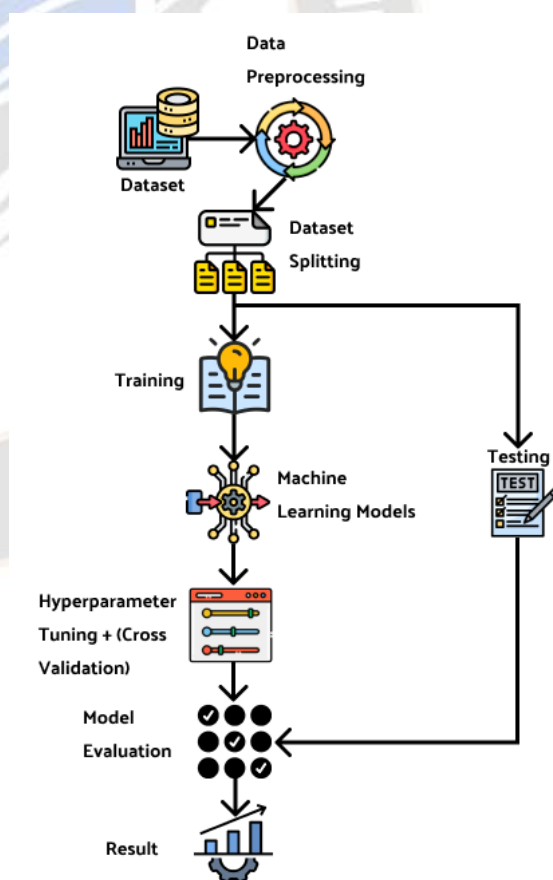 Data
Preprocessing
Dataset
Dataset
Splitting
Training
Machine
Learning Models
Testing
TEST
Hyperparameter
Tuning + (Cross
Validation)
Model
Evaluation
Result